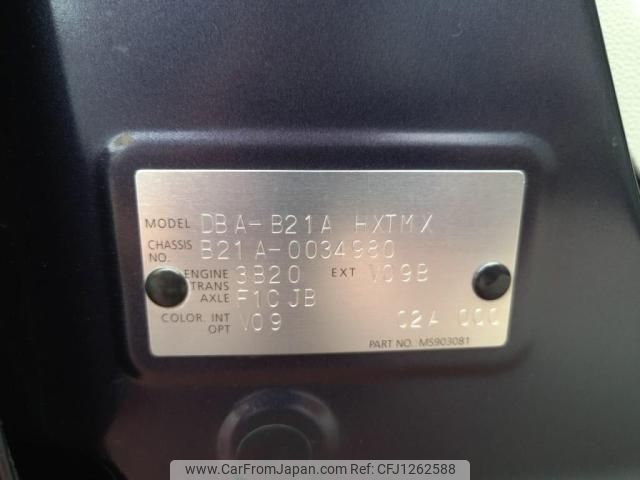 MODEL DBA-B21A HXTMX
CHASSIS NO. B21A-0034980
ENGINE 3B20 EXT V09B
TRANS AXLE F1CJB
COLOR. INT V09 02A 000
OPT
PART NO. MS903081
www.CarFromJapan.com CFJ1262588